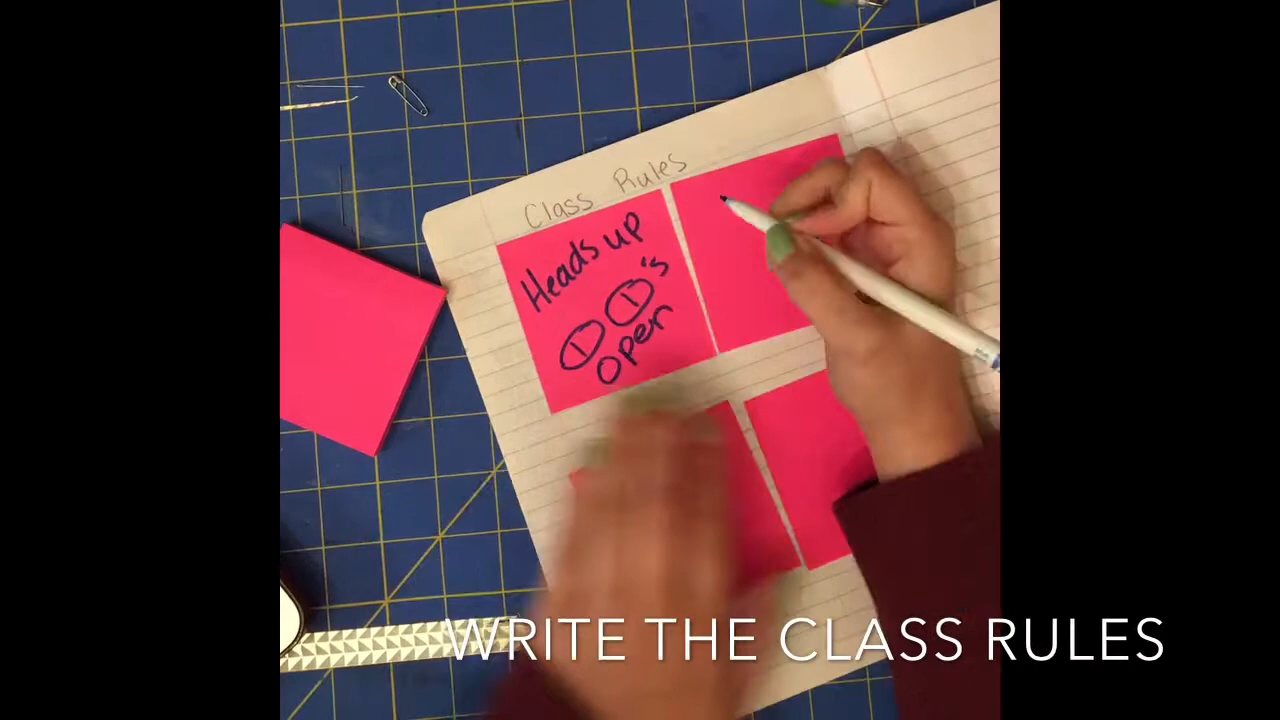 Class Rules
Heads up
👁👁's
open
WRITE THE CLASS RULES